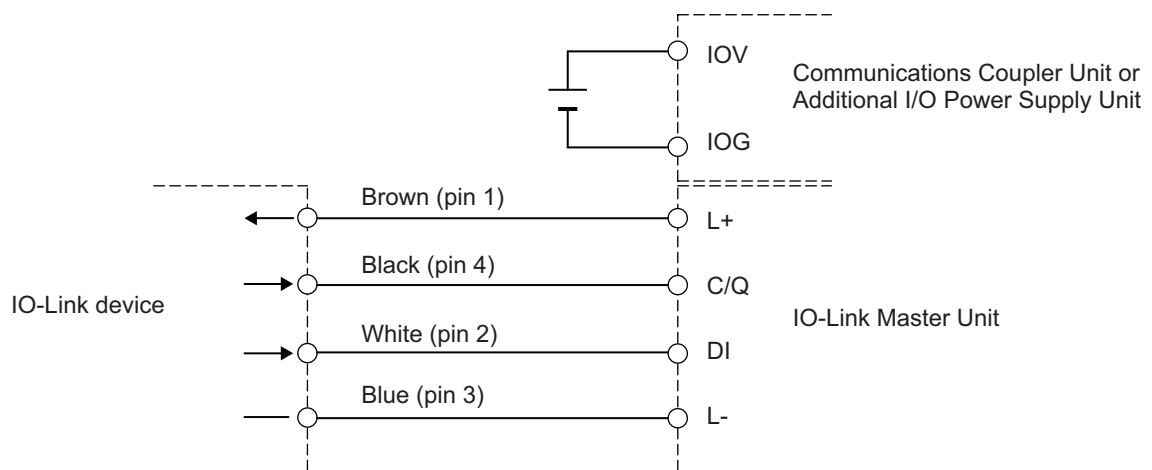 IOV
Communications Coupler Unit or
Additional I/O Power Supply Unit
IOG
Brown (pin 1)
L+
Black (pin 4)
C/Q
IO-Link device
IO-Link Master Unit
White (pin 2)
DI
Blue (pin 3)
L-